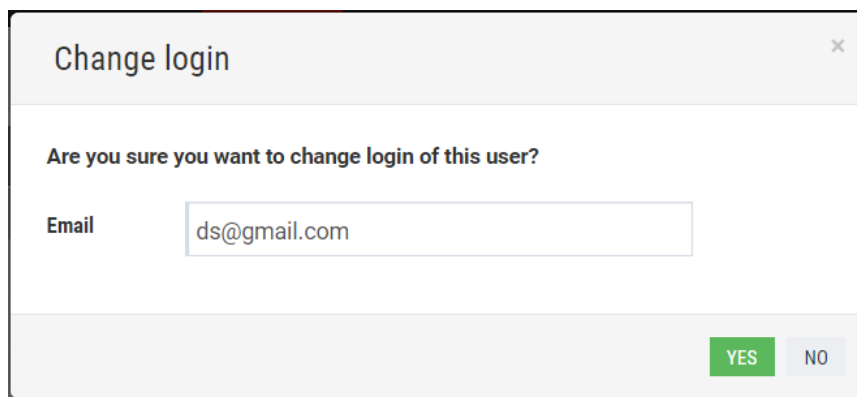 Change login
×
Are you sure you want to change login of this user?
Email
ds@gmail.com
YES NO